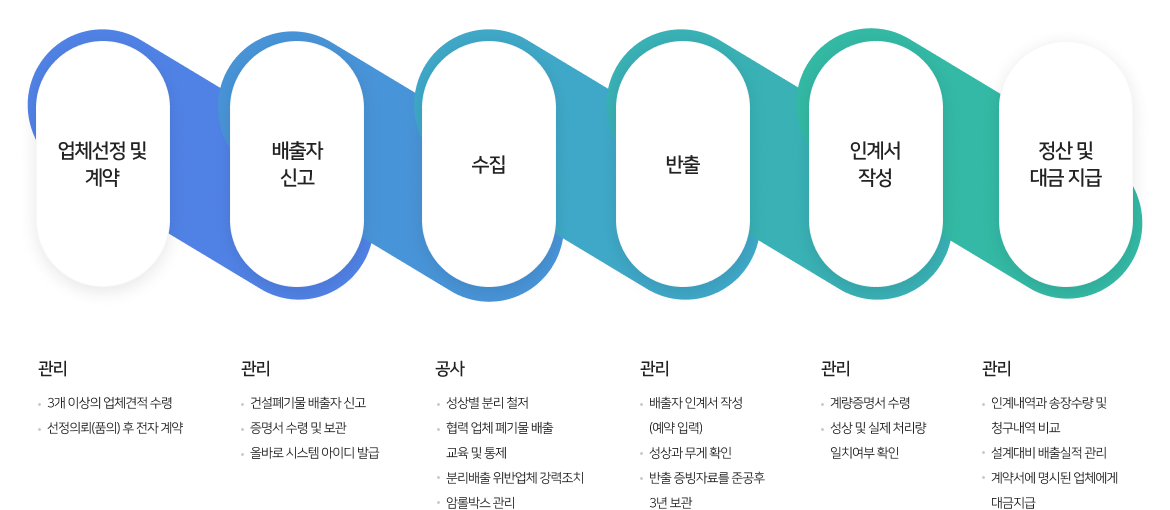 업체선정 및
계약
배출자
신고
수집
반출
인계서
작성
정산 및
대금 지급
관리
3개 이상의 업체견적 수령
선정의뢰(품의) 후 전자 계약
관리
건설폐기물 배출자 신고
증명서 수령 및 보관
올바로 시스템 아이디 발급
공사
성상별 분리 철저
협력 업체 폐기물 배출
교육 및 통제
분리배출 위반업체 강력조치
암롤박스 관리
관리
배출자 인계서 작성
(예약 입력)
성상과 무게 확인
반출 증빙자료를 준공후
3년 보관
관리
계량증명서 수령
성상 및 실제 처리량
일치여부 확인
관리
인계내역과 송장수량 및
청구내역 비교
설계대비 배출실적 관리
계약서에 명시된 업체에게
대금지급